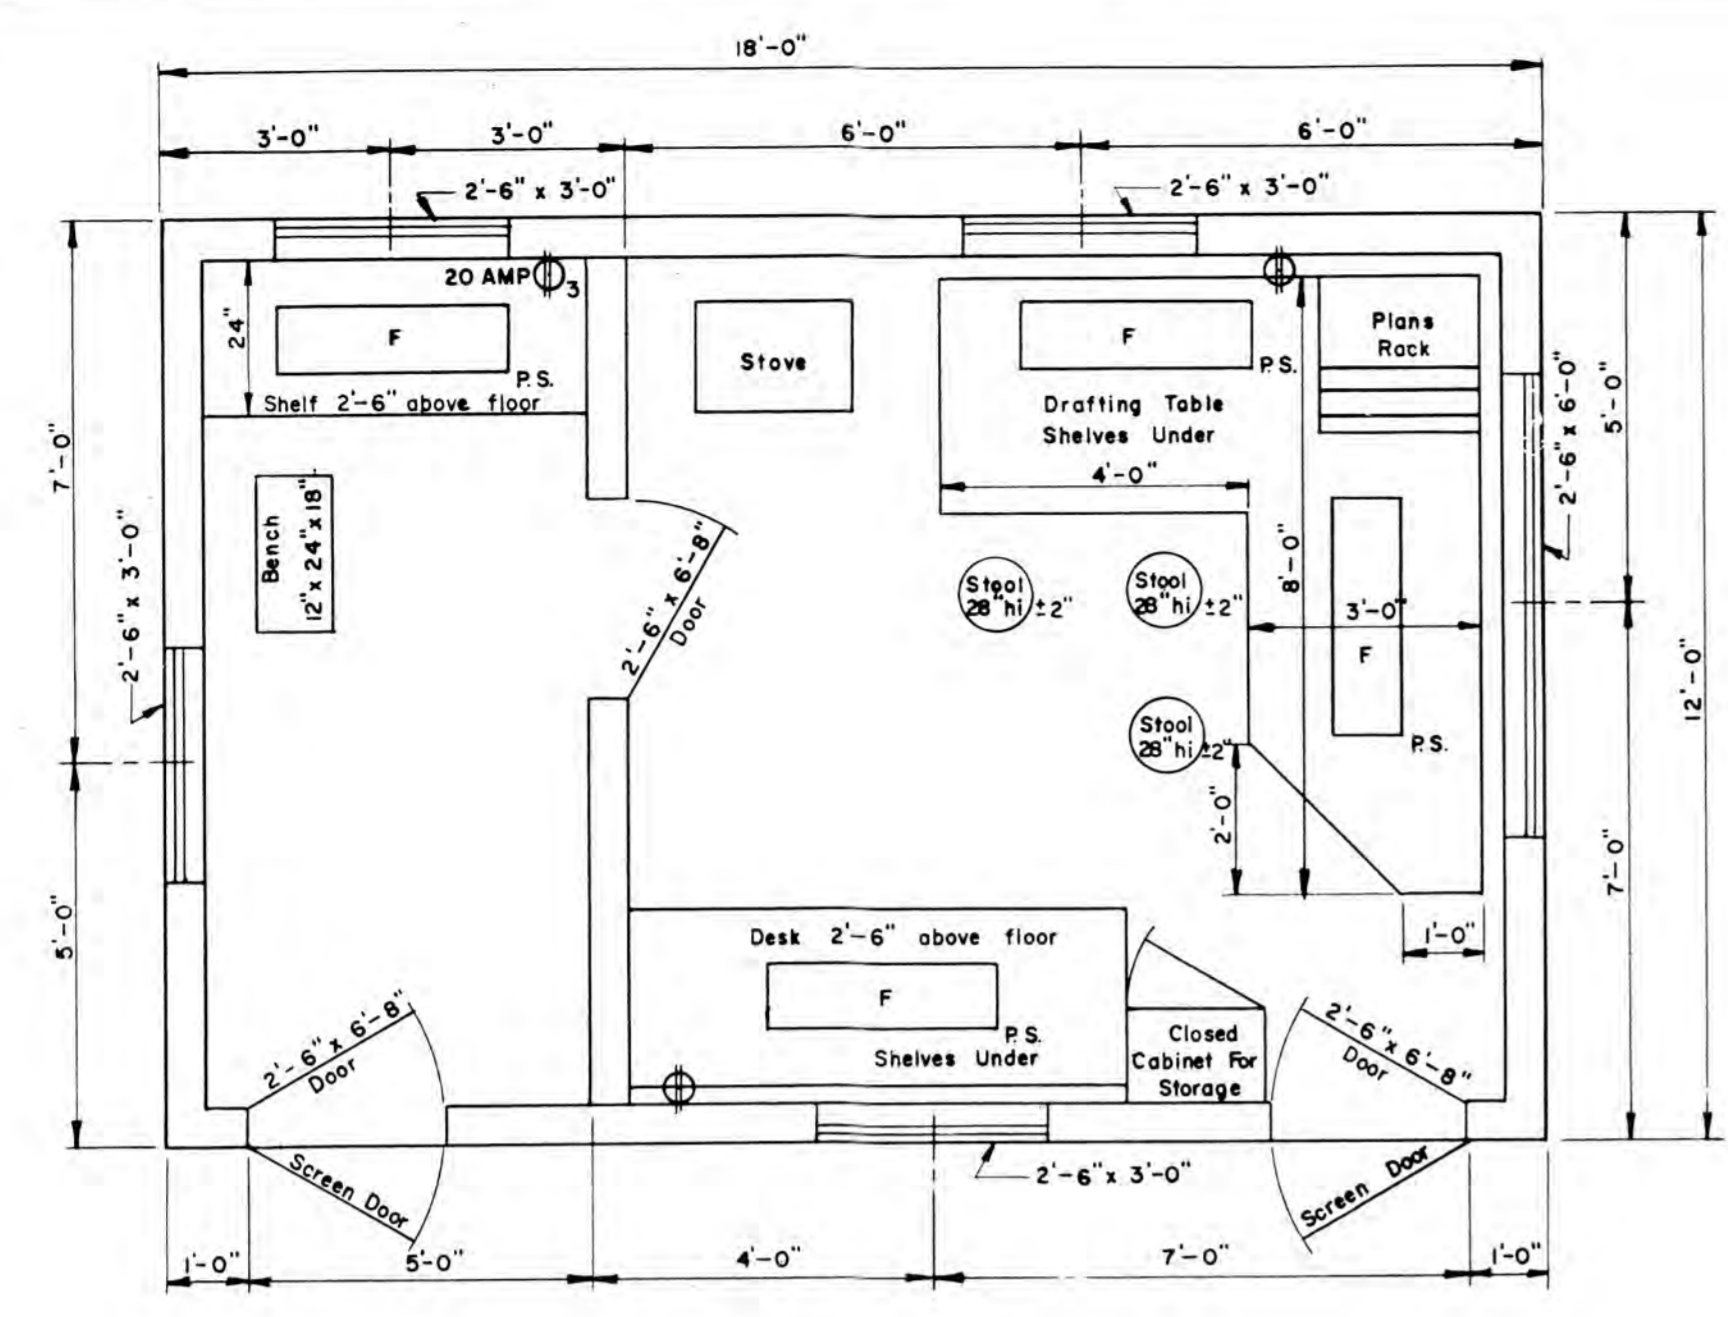 18'-0"
3'-0"
3'-0"
6'-0"
6'-0"
2'-6" x 3'-0"
2'-6" x 3'-0"
20 AMP
3
24"
F
P.S.
Shelf 2'-6" above floor
Stove
F
P.S.
Drafting Table
Shelves Under
4'-0"
Plans
Rack
2'-6" x 6'-0"
5'-0"
7'-0"
2'-6" x 3'-0"
Bench
12" x 24" x 18"
2'-6" x 6'-8"
Door
Stool
28" hi ±2"
Stool
28" hi ±2"
8'-0"
3'-0"
F
P.S.
12'-0"
Stool
28" hi ±2"
2'-0"
7'-0"
5'-0"
1'-0"
Desk 2'-6" above floor
F
P.S.
Shelves Under
Closed
Cabinet For
Storage
2'-6" x 6'-8"
Door
2'-6" x 6'-8"
Door
Screen Door
Screen Door
2'-6" x 3'-0"
1'-0"
5'-0"
4'-0"
7'-0"
1'-0"